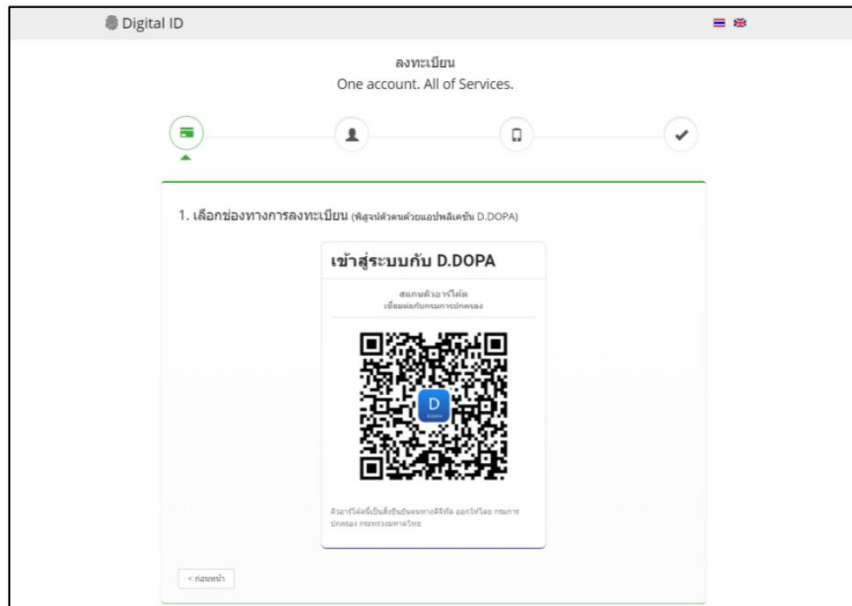 Digital ID
ลงทะเบียน
One account. All of Services.
1. เลือกช่องทางการลงทะเบียน (พิสูจน์ตัวตนด้วยแอปพลิเคชัน D.DOPA)
เข้าสู่ระบบกับ D.DOPA
สแกนคิวอาร์โค้ด
เชื่อมต่อกับกรมการปกครอง
D
คิวอาร์โค้ดนี้เป็นสิ่งยืนยันตนทางดิจิทัล ออกให้โดย กรมการ
ปกครอง กระทรวงมหาดไทย
< ก่อนหน้า